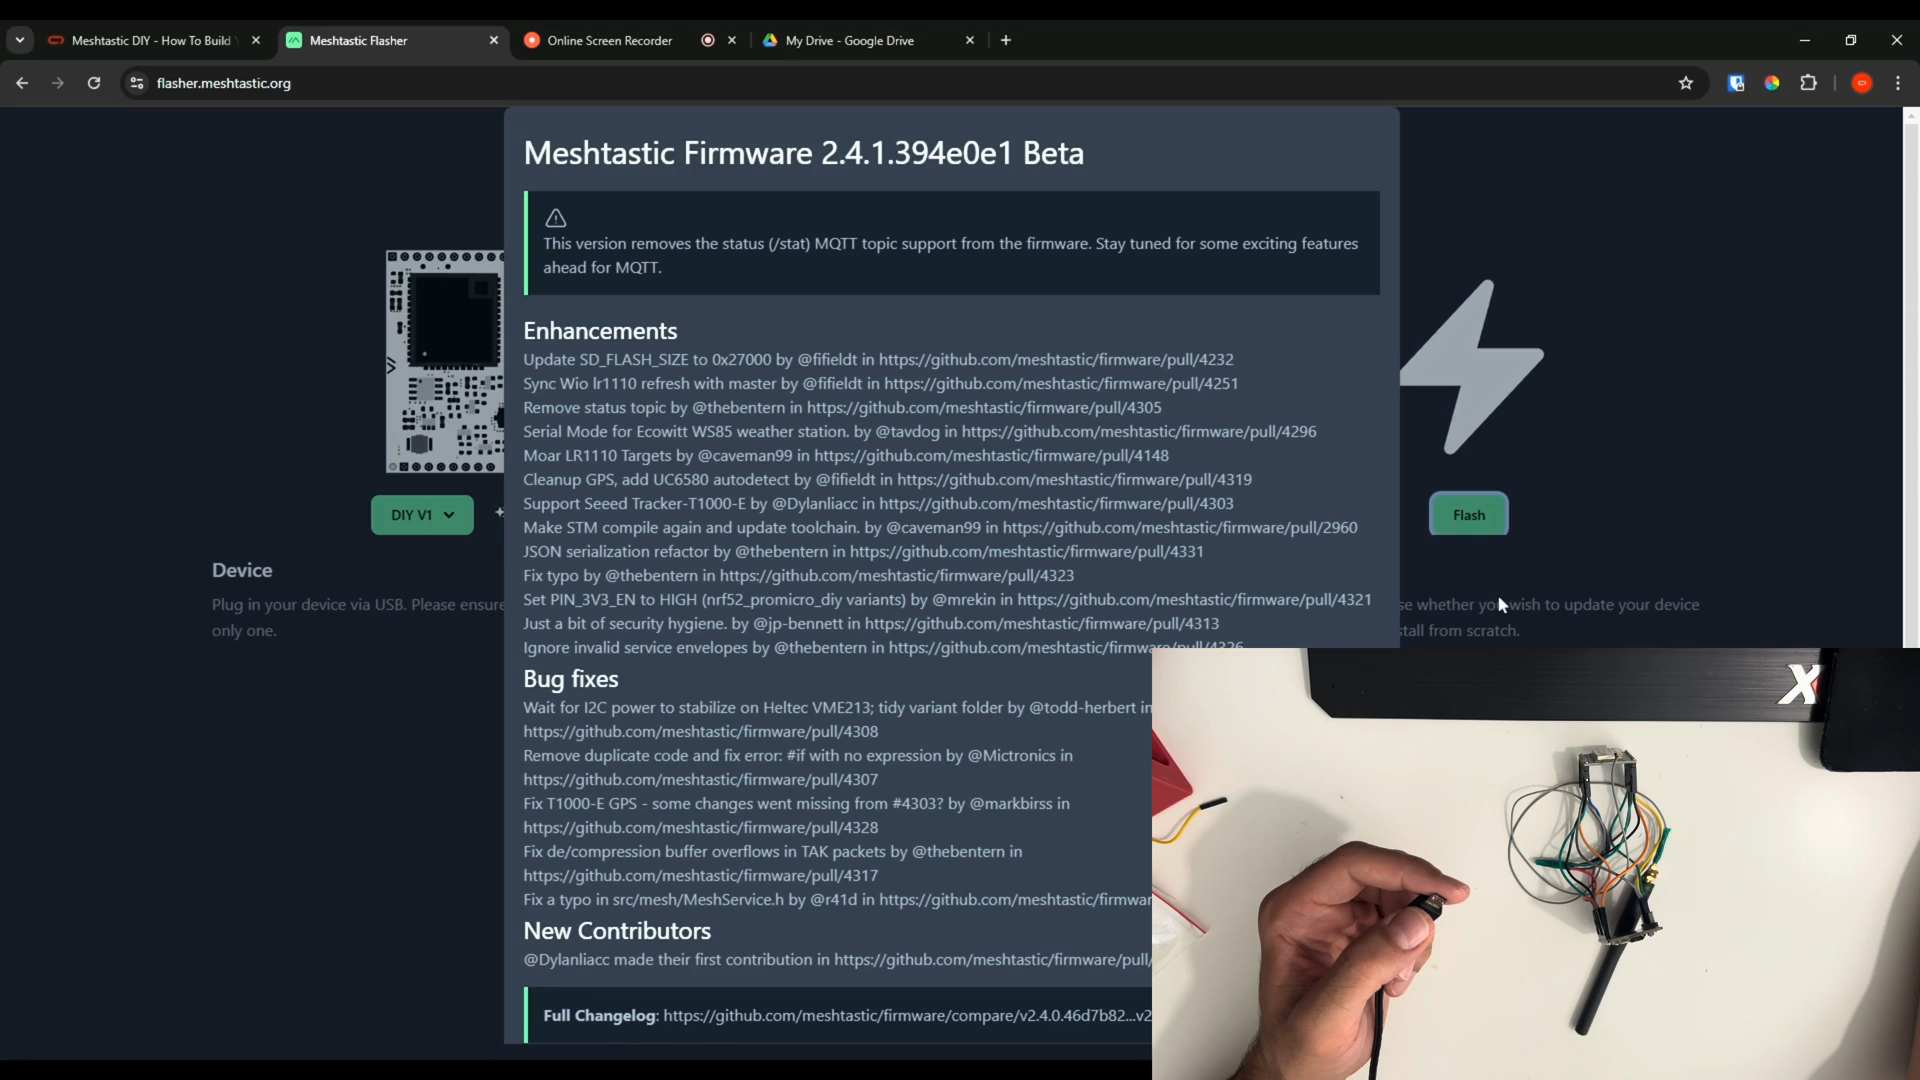 Meshtastic DIY - How To Build
Meshtastic Flasher
Online Screen Recorder
My Drive - Google Drive
flasher.meshtastic.org
Meshtastic Firmware 2.4.1.394e0e1 Beta
This version removes the status (/stat) MQTT topic support from the firmware. Stay tuned for some exciting features
ahead for MQTT.
Enhancements
Update SD_FLASH_SIZE to 0x27000 by @fifieldt in https://github.com/meshtastic/firmware/pull/4232
Sync Wio lr1110 refresh with master by @fifieldt in https://github.com/meshtastic/firmware/pull/4251
Remove status topic by @thebentern in https://github.com/meshtastic/firmware/pull/4305
Serial Mode for Ecowitt WS85 weather station. by @tavdog in https://github.com/meshtastic/firmware/pull/4296
Moar LR1110 Targets by @caveman99 in https://github.com/meshtastic/firmware/pull/4148
Cleanup GPS, add UC6580 autodetect by @fifieldt in https://github.com/meshtastic/firmware/pull/4319
Support Seeed Tracker-T1000-E by @Dylanliacc in https://github.com/meshtastic/firmware/pull/4303
Make STM compile again and update toolchain. by @caveman99 in https://github.com/meshtastic/firmware/pull/2960
JSON serialization refactor by @thebentern in https://github.com/meshtastic/firmware/pull/4331
Fix typo by @thebentern in https://github.com/meshtastic/firmware/pull/4323
Set PIN_3V3_EN to HIGH (nrf52_promicro_diy variants) by @mrekin in https://github.com/meshtastic/firmware/pull/4321
Just a bit of security hygiene. by @jp-bennett in https://github.com/meshtastic/firmware/pull/4313
Ignore invalid service envelopes by @thebentern in https://github.com/meshtastic/firmware/pull/4326
Bug fixes
Wait for I2C power to stabilize on Heltec VME213; tidy variant folder by @todd-herbert in
https://github.com/meshtastic/firmware/pull/4308
Remove duplicate code and fix error: #if with no expression by @Mictronics in
https://github.com/meshtastic/firmware/pull/4307
Fix T1000-E GPS - some changes went missing from #4303? by @markbirss in
https://github.com/meshtastic/firmware/pull/4328
Fix de/compression buffer overflows in TAK packets by @thebentern in
https://github.com/meshtastic/firmware/pull/4317
Fix a typo in src/mesh/MeshService.h by @r41d in https://github.com/meshtastic/firmwar
New Contributors
@Dylanliacc made their first contribution in https://github.com/meshtastic/firmware/pull/
Full Changelog: https://github.com/meshtastic/firmware/compare/v2.4.0.46d7b82...v2
DIY V1
Device
Plug in your device via USB. Please ensure
only one.
Flash
se whether you wish to update your device
stall from scratch.
X